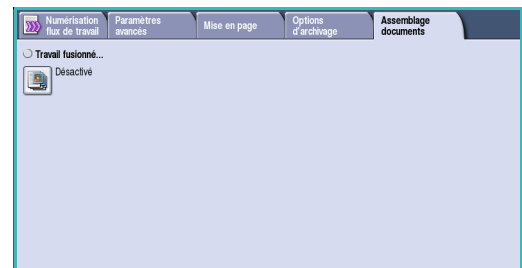 Numérisation
flux de travail
Paramètres
avancés
Mise en page
Options
d'archivage
Assemblage
documents
Travail fusionné...
Désactivé